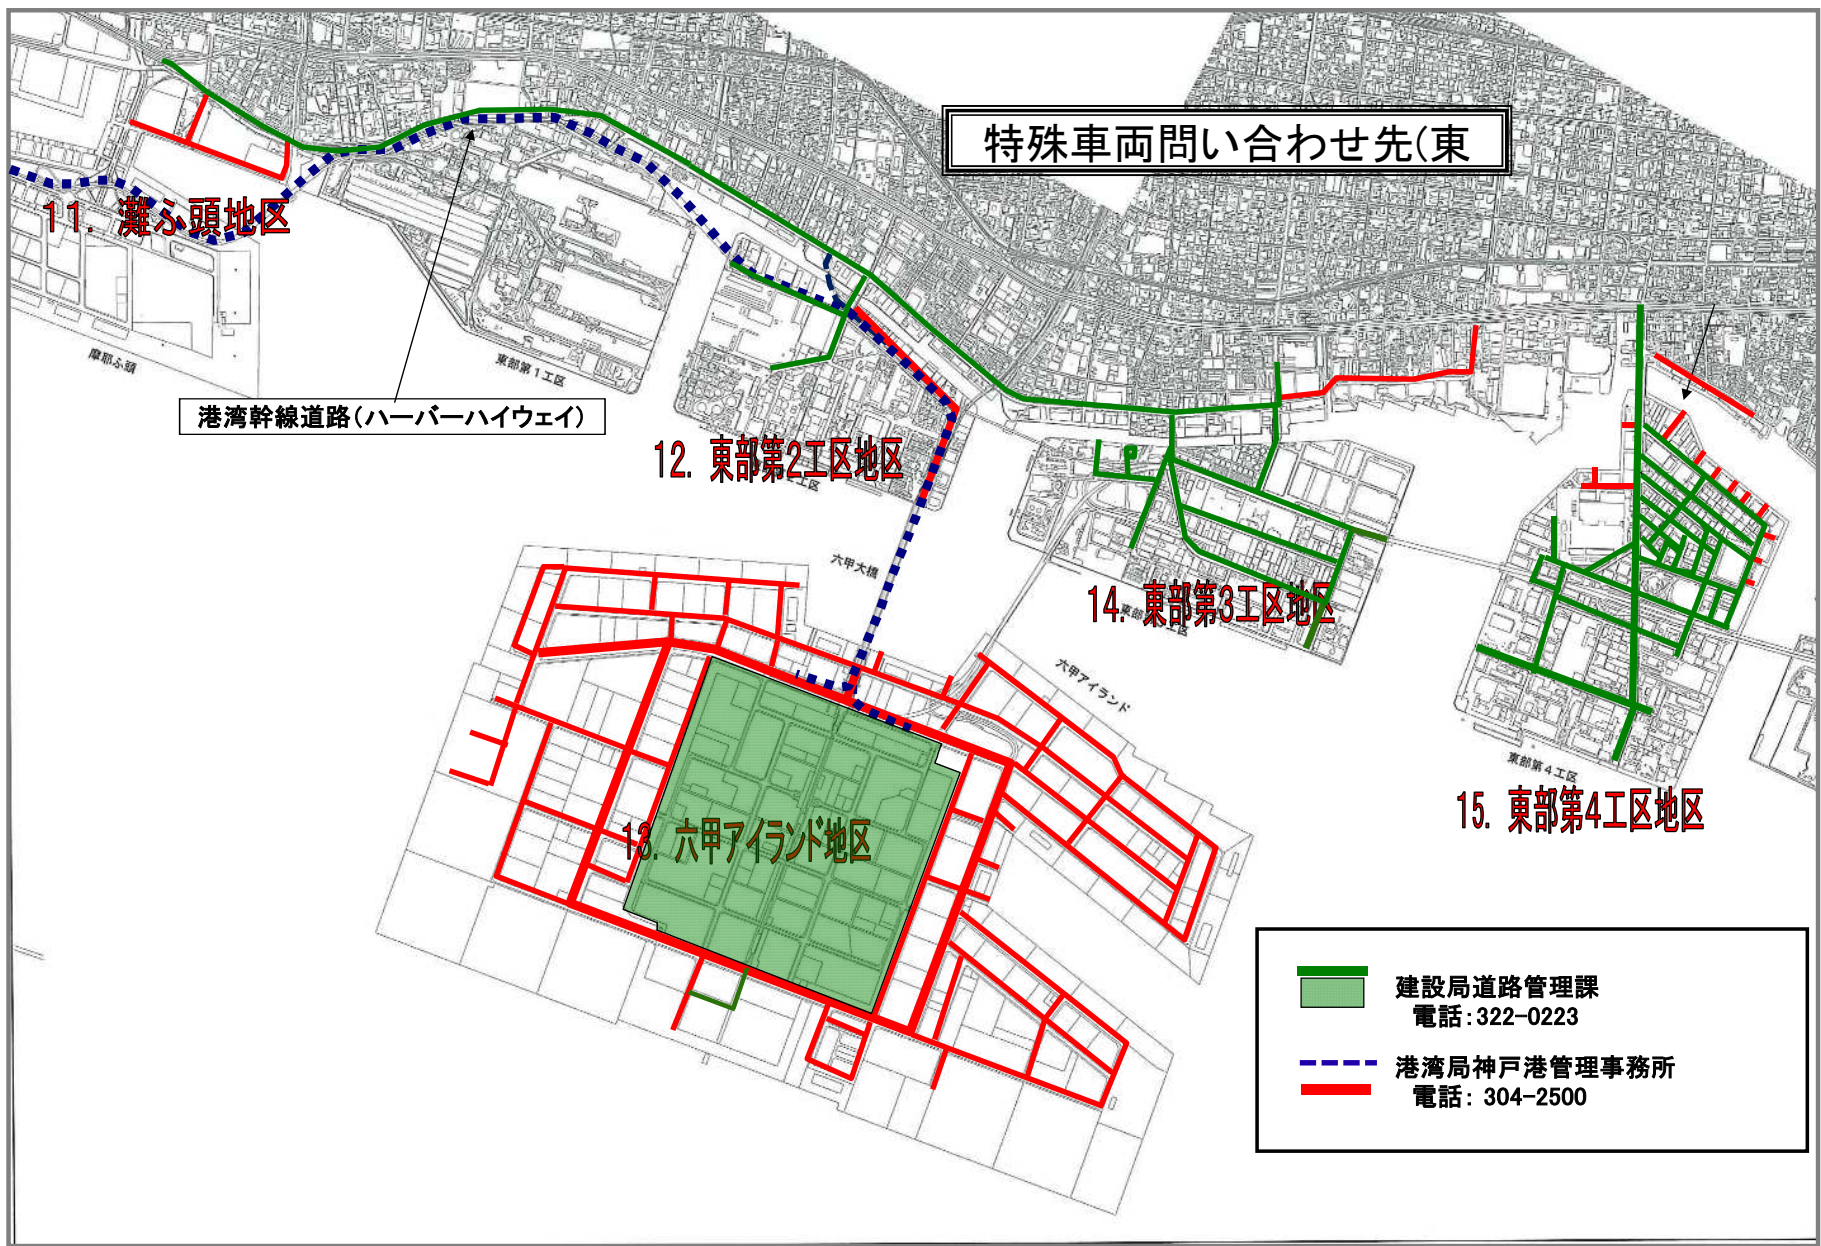 特殊車両問い合わせ先(東
11. 灘ふ頭地区
摩耶ふ頭
東部第1工区
港湾幹線道路(ハーバーハイウェイ)
12. 東部第2工区地区
工区
六甲大橋
14. 東部第3工区地区
東部
工区
六甲アイランド
13. 六甲アイランド地区
東部第4工区
15. 東部第4工区地区
建設局道路管理課
電話:322-0223
港湾局神戸港管理事務所
電話: 304-2500